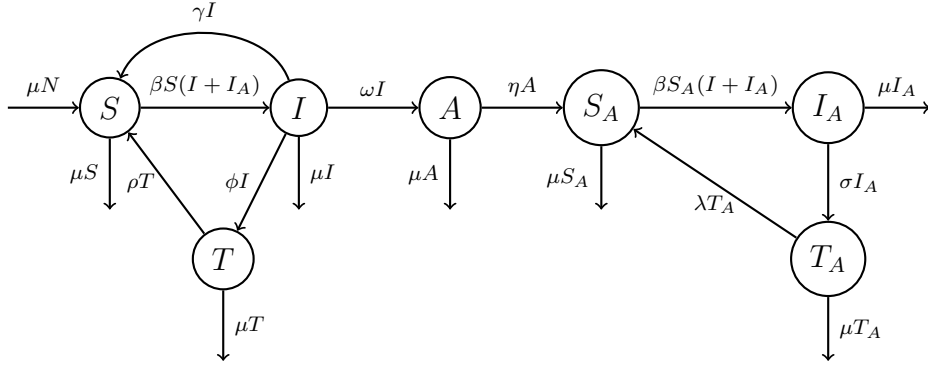 γI
μN
S
βS(I + I_A)
I
ωI
A
ηA
S_A
βS_A(I + I_A)
I_A
μI_A
μS
ρT
ϕI
μI
μA
μS_A
λT_A
σI_A
T
T_A
μT
μT_A